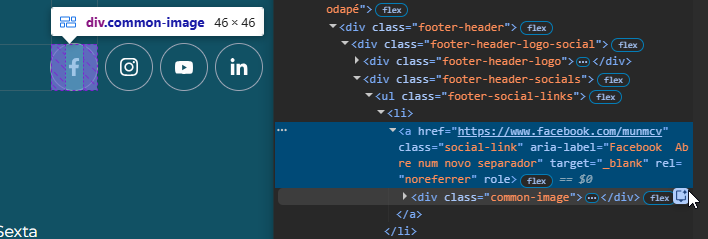 div.common-image 46 × 46
f
in
Sexta
odapé"> flex
<div class="footer-header"> flex
<div class="footer-header-logo-social"> flex
<div class="footer-header-logo"> ⋯ </div>
<div class="footer-header-socials"> flex
<ul class="footer-social-links"> flex
<li>
⋯ <a href="https://www.facebook.com/munmcv"
class="social-link" aria-label="Facebook  Ab
re num novo separador" target="_blank" rel=
"noreferrer" role> flex == $0
<div class="common-image"> ⋯ </div> flex
</a>
</li>